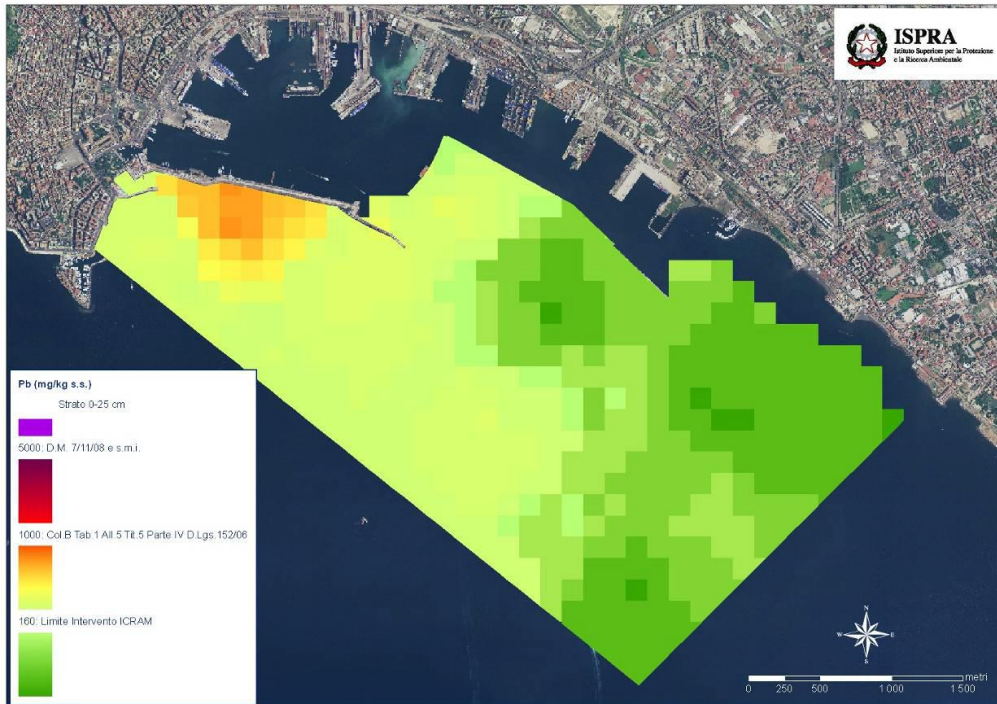 ISPRA
Istituto Superiore per la Protezione
e la Ricerca Ambientale
Pb (mg/kg s.s.)
Strato 0-25 cm
5000: D.M. 7/11/08 e s.m.i.
1000: Col.B Tab.1 All.5 Tit.5 Parte IV D.Lgs.152/06
160: Limite Intervento ICRAM
N
W
E
S
metri
0 250 500 1 000 1 500